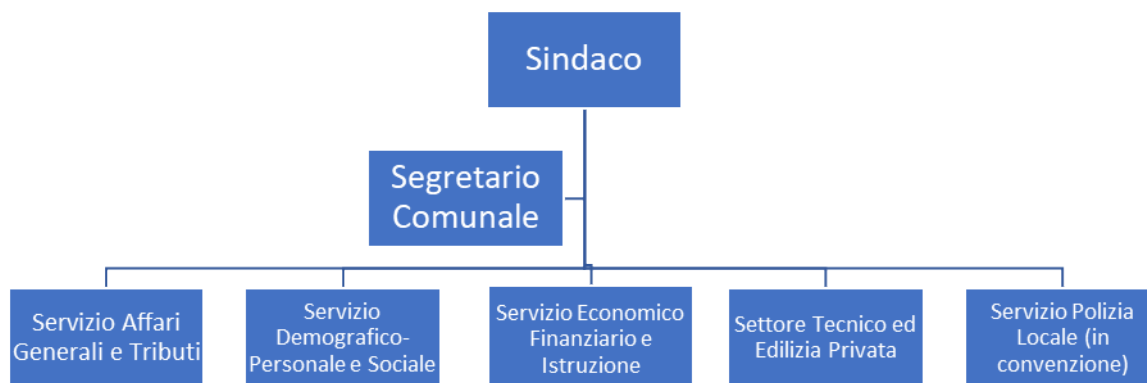 Sindaco
Segretario
Comunale
Servizio Affari
Generali e Tributi
Servizio
Demografico-
Personale e Sociale
Servizio Economico
Finanziario e
Istruzione
Settore Tecnico ed
Edilizia Privata
Servizio Polizia
Locale (in
convenzione)